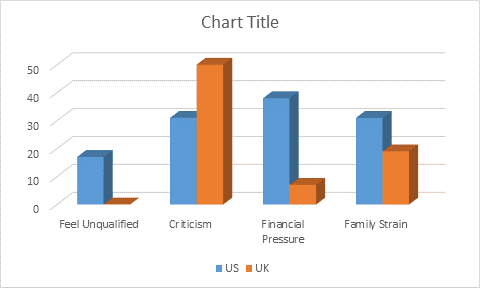 Chart Title
50
40
30
20
10
0
Feel Unqualified
Criticism
Financial
Pressure
Family Strain
US
UK